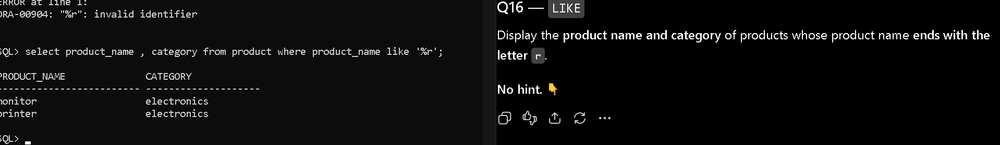 ERROR at line 1:
ORA-00904: "%r": invalid identifier
SQL> select product_name , category from product where product_name like '%r';
PRODUCT_NAME CATEGORY
------------------------- --------------------
monitor electronics
printer electronics
SQL>
Q16 — LIKE
Display the product name and category of products whose product name ends with the
letter r.
No hint. 👇